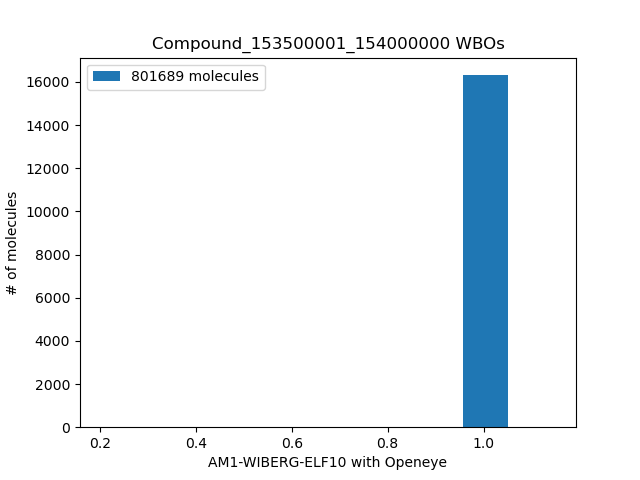 Compound_153500001_154000000 WBOs
801689 molecules
# of molecules
16000
14000
12000
10000
8000
6000
4000
2000
0
0.2 0.4 0.6 0.8 1.0
AM1-WIBERG-ELF10 with Openeye